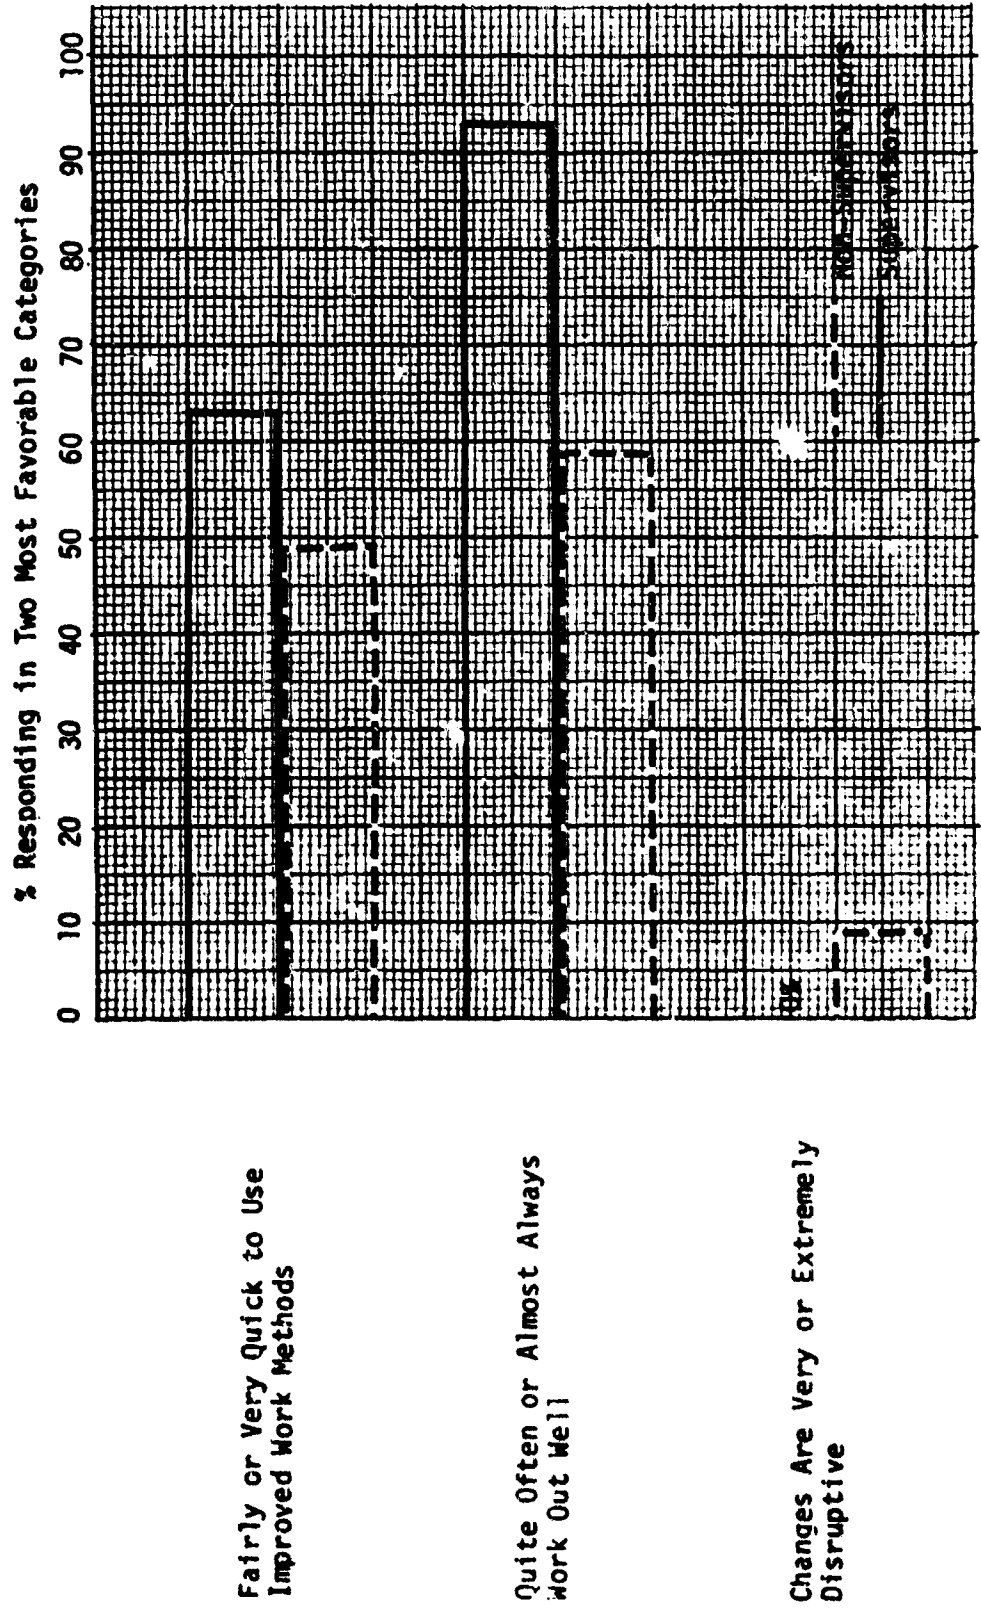 % Responding in Two Most Favorable Categories
0 10 20 30 40 50 60 70 80 90 100
Fairly or Very Quick to Use
Improved Work Methods
Quite Often or Almost Always
Work Out Well
Changes Are Very or Extremely
Disruptive
0%
Non-Supervisors
Supervisors